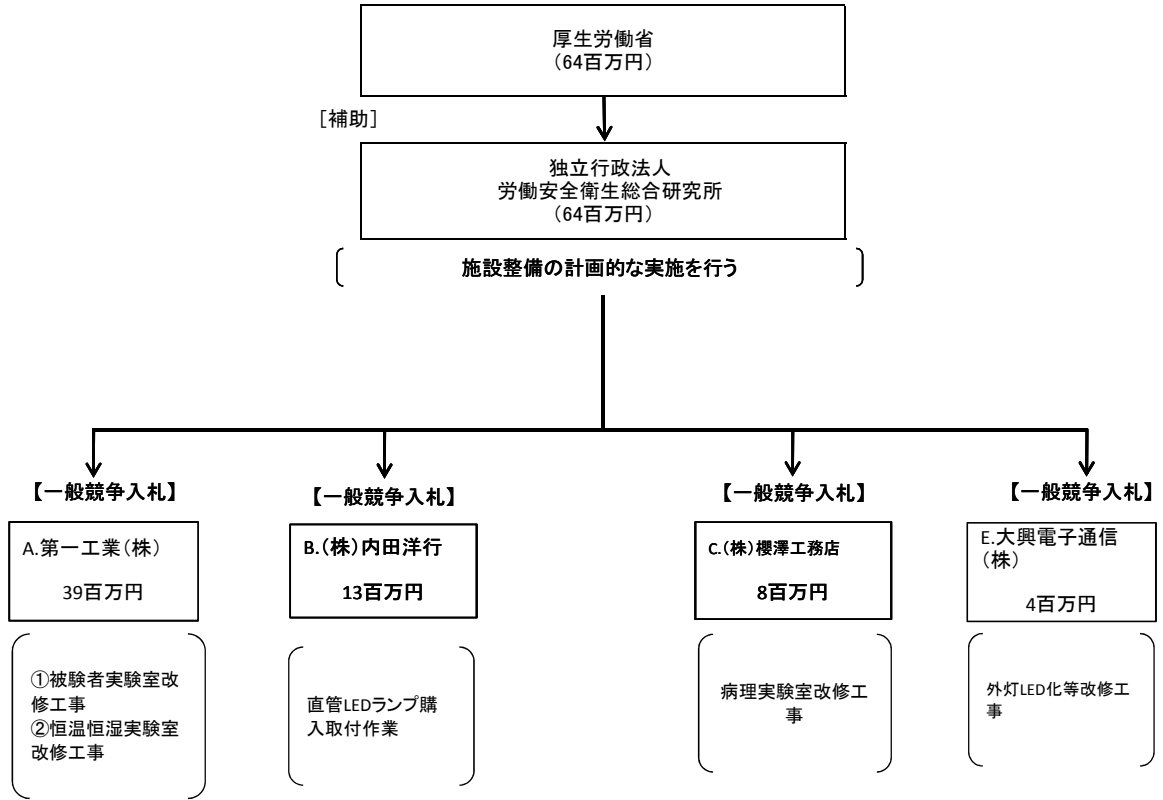 厚生労働省
（64百万円）
［補助］
独立行政法人
労働安全衛生総合研究所
（64百万円）
施設整備の計画的な実施を行う
【一般競争入札】
A.第一工業（株）
39百万円
①被験者実験室改
修工事
②恒温恒湿実験室
改修工事
【一般競争入札】
B.（株）内田洋行
13百万円
直管LEDランプ購
入取付作業
【一般競争入札】
C.（株）櫻澤工務店
8百万円
病理実験室改修工
事
【一般競争入札】
E.大興電子通信
（株）
4百万円
外灯LED化等改修工
事